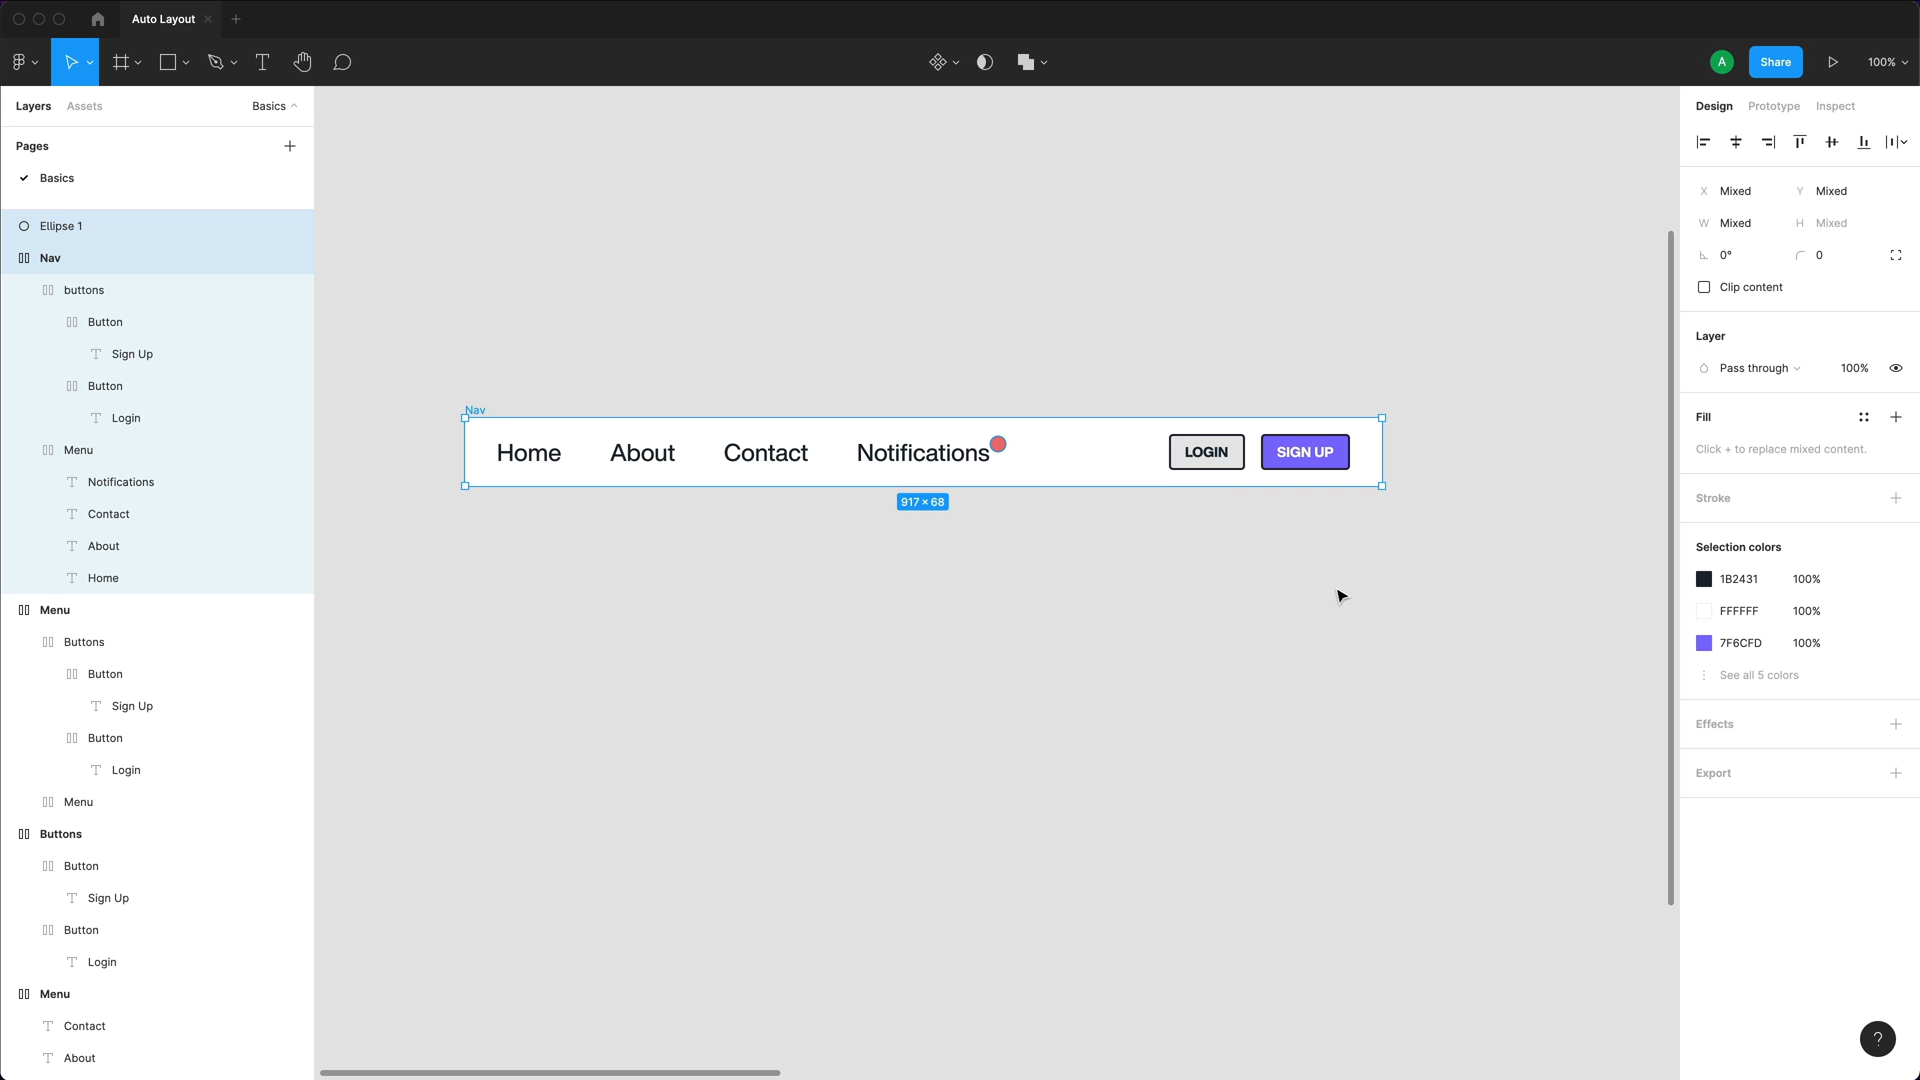 Auto Layout
A
Share
100%
Layers Assets Basics
Pages
Basics
Ellipse 1
Nav
buttons
Button
Sign Up
Button
Login
Menu
Notifications
Contact
About
Home
Menu
Buttons
Button
Sign Up
Button
Login
Menu
Buttons
Button
Sign Up
Button
Login
Menu
Contact
About
Nav
Home About Contact Notifications LOGIN SIGN UP
917 × 68
Design Prototype Inspect
X Mixed Y Mixed
W Mixed H Mixed
0° 0
Clip content
Layer
Pass through 100%
Fill
Click + to replace mixed content.
Stroke
Selection colors
1B2431 100%
FFFFFF 100%
7F6CFD 100%
See all 5 colors
Effects
Export
?